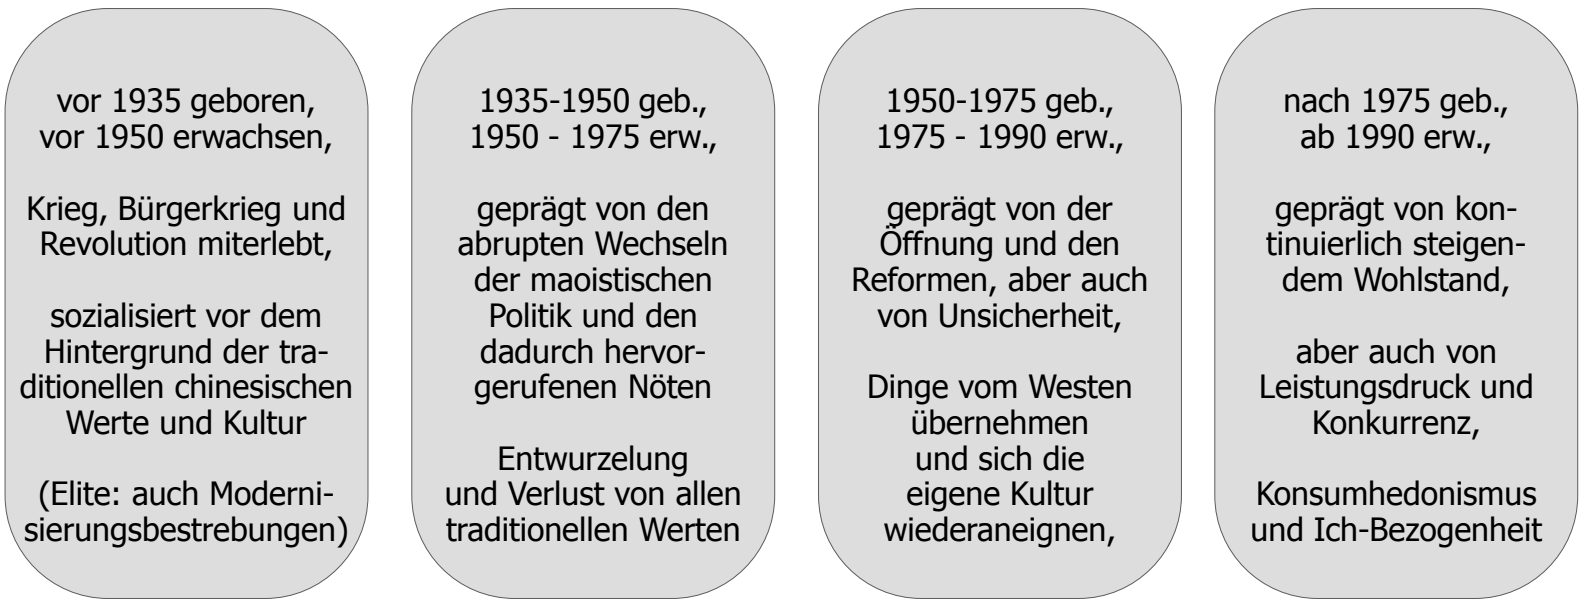 vor 1935 geboren,
vor 1950 erwachsen,
Krieg, Bürgerkrieg und
Revolution miterlebt,
sozialisiert vor dem
Hintergrund der tra-
ditionellen chinesischen
Werte und Kultur
(Elite: auch Moderni-
sierungsbestrebungen)
1935-1950 geb.,
1950 - 1975 erw.,
geprägt von den
abrupten Wechseln
der maoistischen
Politik und den
dadurch hervor-
gerufenen Nöten
Entwurzelung
und Verlust von allen
traditionellen Werten
1950-1975 geb.,
1975 - 1990 erw.,
geprägt von der
Öffnung und den
Reformen, aber auch
von Unsicherheit,
Dinge vom Westen
übernehmen
und sich die
eigene Kultur
wiederaneignen,
nach 1975 geb.,
ab 1990 erw.,
geprägt von kon-
tinuierlich steigen-
dem Wohlstand,
aber auch von
Leistungsdruck und
Konkurrenz,
Konsumhedonismus
und Ich-Bezogenheit